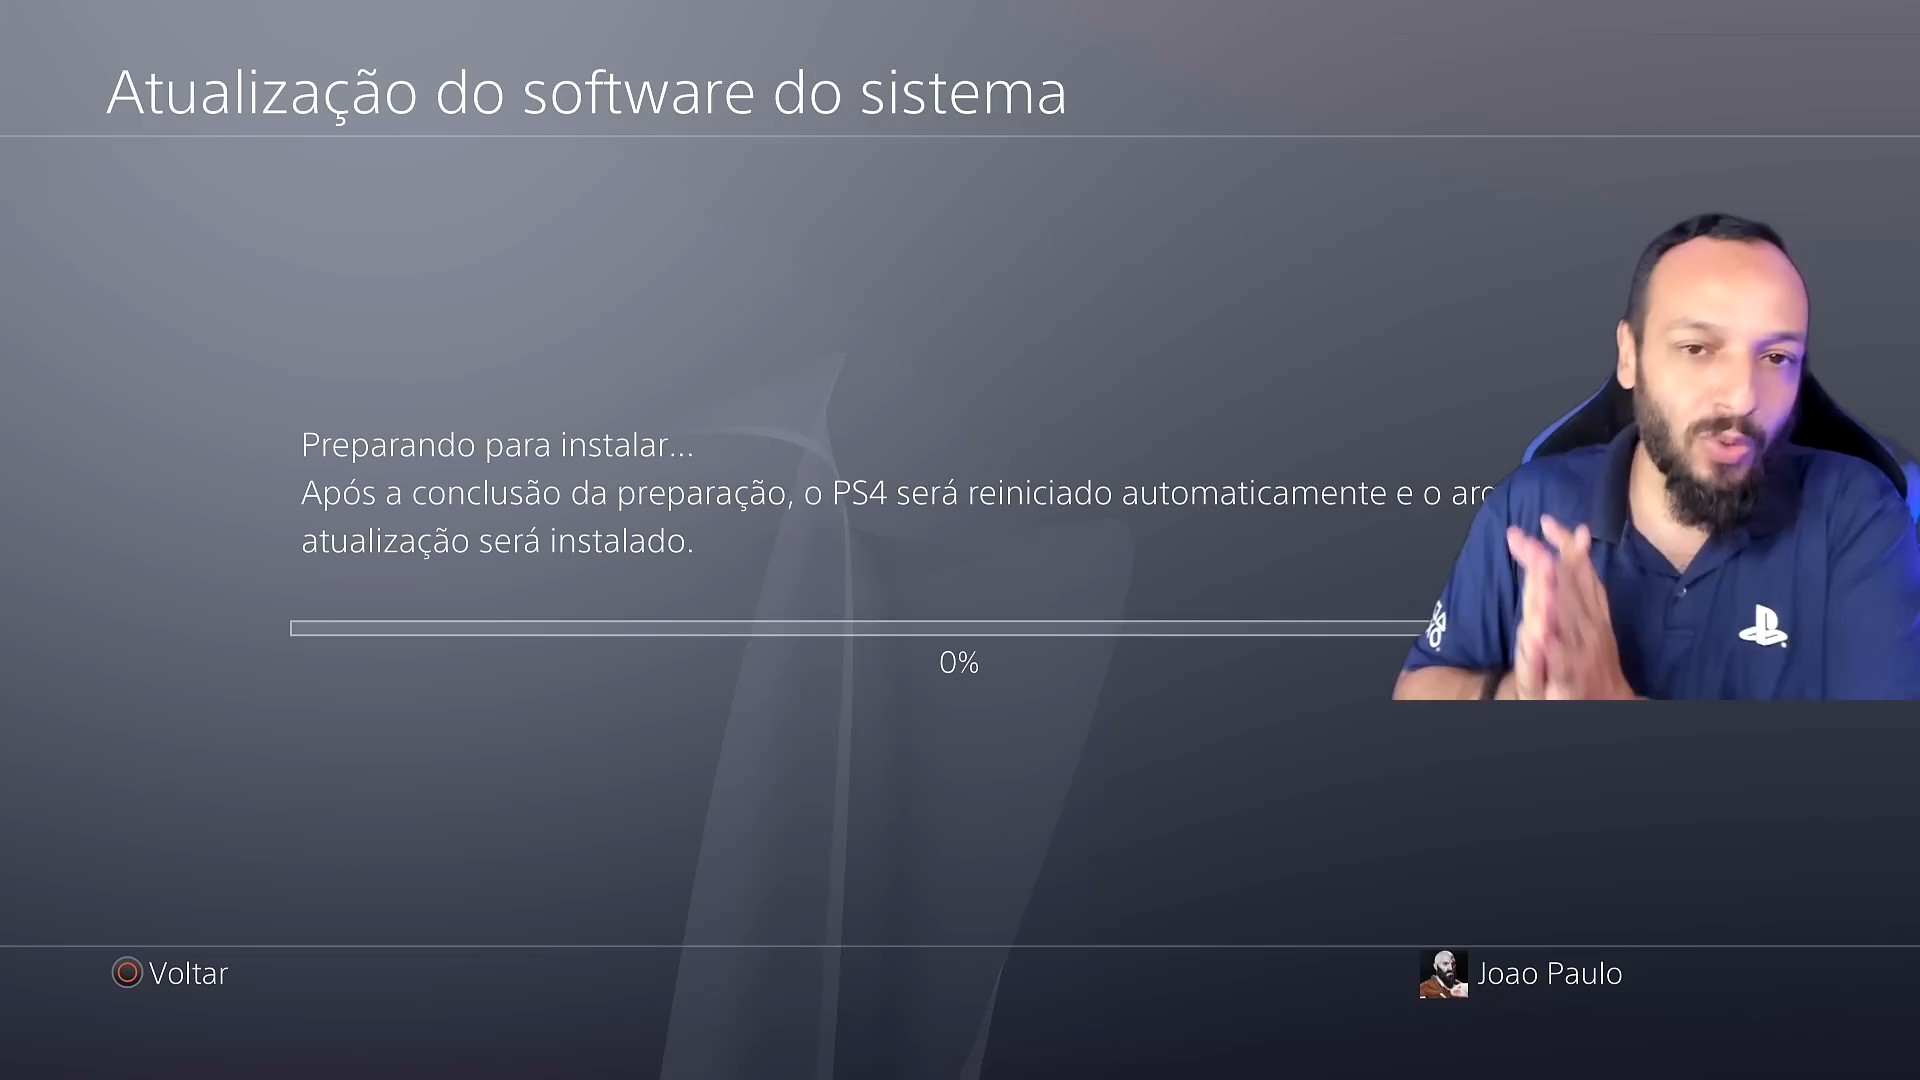 Atualização do software do sistema
Preparando para instalar...
Após a conclusão da preparação, o PS4 será reiniciado automaticamente e o
atualização será instalado.
0%
Voltar
Joao Paulo